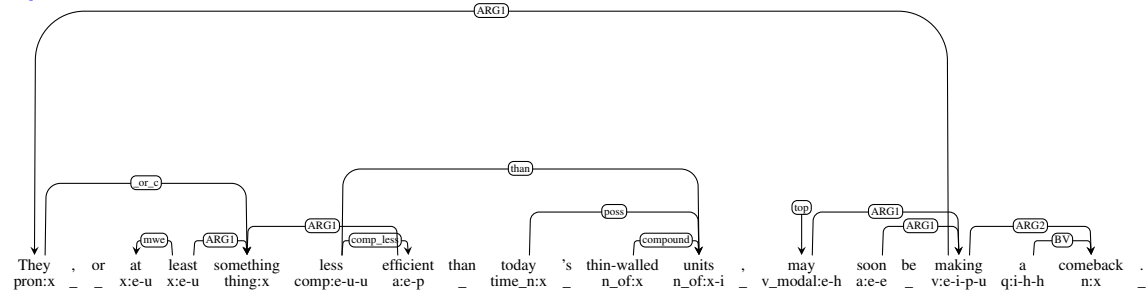 ARG1
_or_c
than
top
ARG1
poss
ARG1
ARG1
ARG2
mwe
ARG1
comp_less
compound
BV
They , or at least something less efficient than today 's thin-walled units , may soon be making a comeback .
pron:x _ _ x:e-u x:e-u thing:x comp:e-u-u a:e-p _ time_n:x _ n_of:x n_of:x-i _ v_modal:e-h a:e-e _ v:e-i-p-u q:i-h-h n:x _